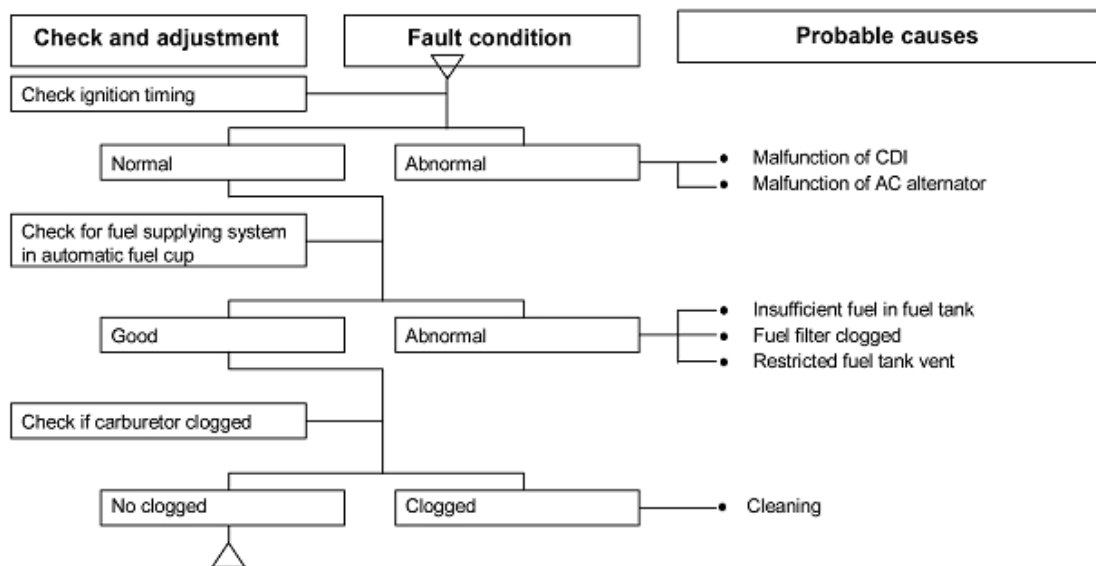 Check and adjustment
Fault condition
Probable causes
Check ignition timing
Normal
Abnormal
• Malfunction of CDI
• Malfunction of AC alternator
Check for fuel supplying system
in automatic fuel cup
Good
Abnormal
• Insufficient fuel in fuel tank
• Fuel filter clogged
• Restricted fuel tank vent
Check if carburetor clogged
No clogged
Clogged
• Cleaning